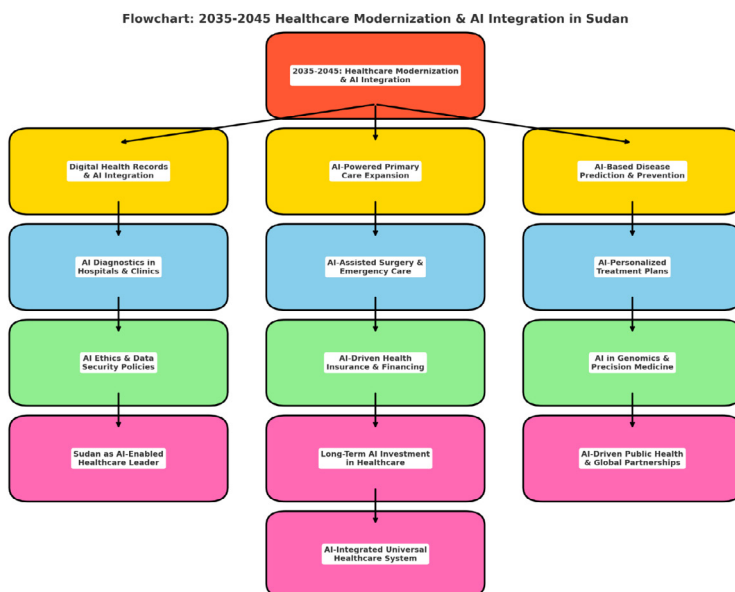 Flowchart: 2035-2045 Healthcare Modernization & AI Integration in Sudan
2035-2045: Healthcare Modernization
& AI Integration
Digital Health Records
& AI Integration
AI-Powered Primary
Care Expansion
AI-Based Disease
Prediction & Prevention
AI Diagnostics in
Hospitals & Clinics
AI-Assisted Surgery &
Emergency Care
AI-Personalized
Treatment Plans
AI Ethics & Data
Security Policies
AI-Driven Health
Insurance & Financing
AI in Genomics &
Precision Medicine
Sudan as AI-Enabled
Healthcare Leader
Long-Term AI Investment
in Healthcare
AI-Driven Public Health
& Global Partnerships
AI-Integrated Universal
Healthcare System